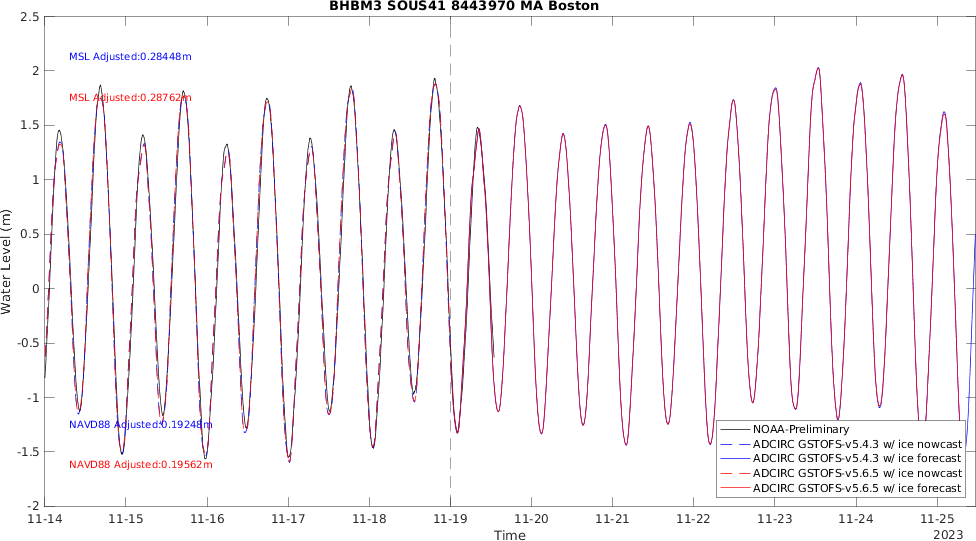 BHBM3 SOUS41 8443970 MA Boston
2.5
2
1.5
1
0.5
0
-0.5
-1
-1.5
-2
Water Level (m)
MSL Adjusted:0.28448m
MSL Adjusted:0.28762m
NAVD88 Adjusted:0.19248m
NAVD88 Adjusted:0.19562m
NOAA-Preliminary
ADCIRC GSTOFS-v5.4.3 w/ ice nowcast
ADCIRC GSTOFS-v5.4.3 w/ ice forecast
ADCIRC GSTOFS-v5.6.5 w/ ice nowcast
ADCIRC GSTOFS-v5.6.5 w/ ice forecast
11-14 11-15 11-16 11-17 11-18 11-19 11-20 11-21 11-22 11-23 11-24 11-25
Time
2023